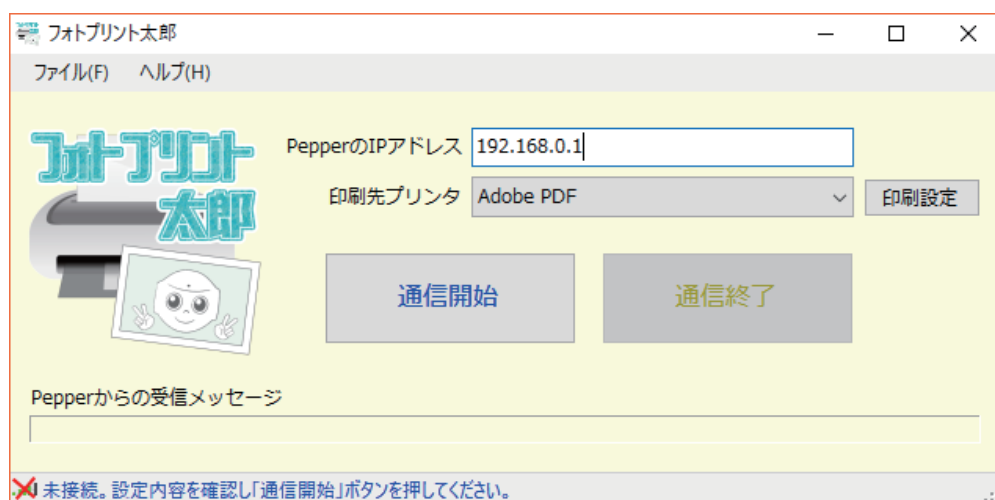 フォトプリント太郎
ファイル(F) ヘルプ(H)
フォトプリント
太郎
PepperのIPアドレス 192.168.0.1
印刷先プリンタ Adobe PDF 印刷設定
通信開始 通信終了
Pepperからの受信メッセージ
未接続。設定内容を確認し「通信開始」ボタンを押してください。